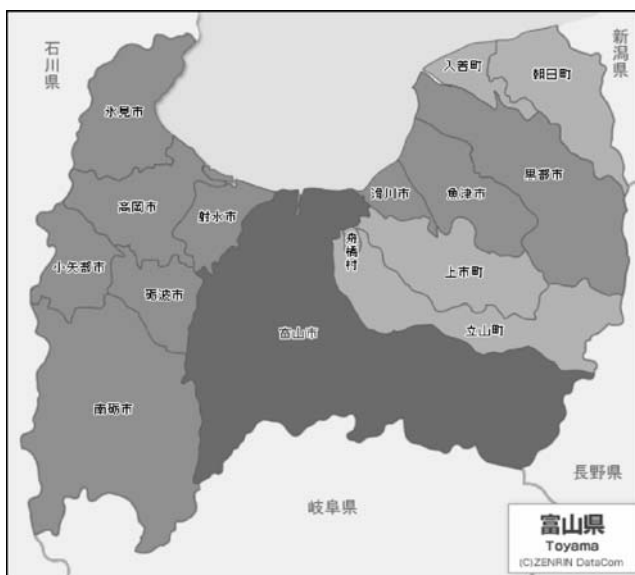 石川県
新潟県
入善町
朝日町
氷見市
黒部市
滑川市
魚津市
高岡市
射水市
舟橋村
小矢部市
上市町
砺波市
富山市
立山町
南砺市
長野県
岐阜県
富山県
Toyama
(C)ZENRIN DataCom